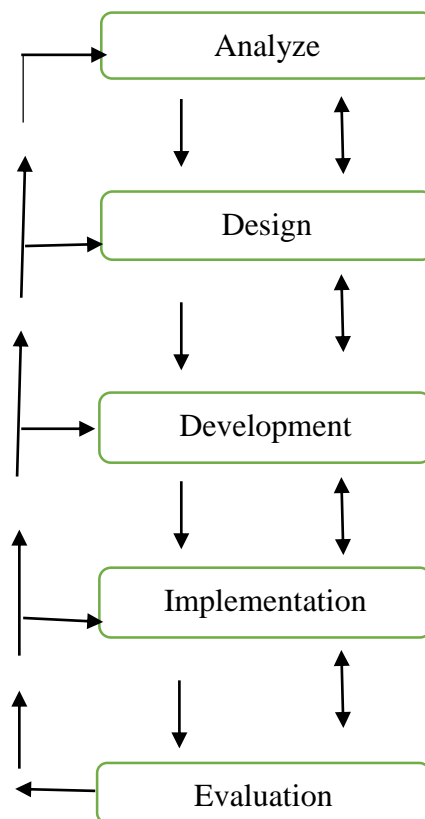 Analyze
Design
Development
Implementation
Evaluation